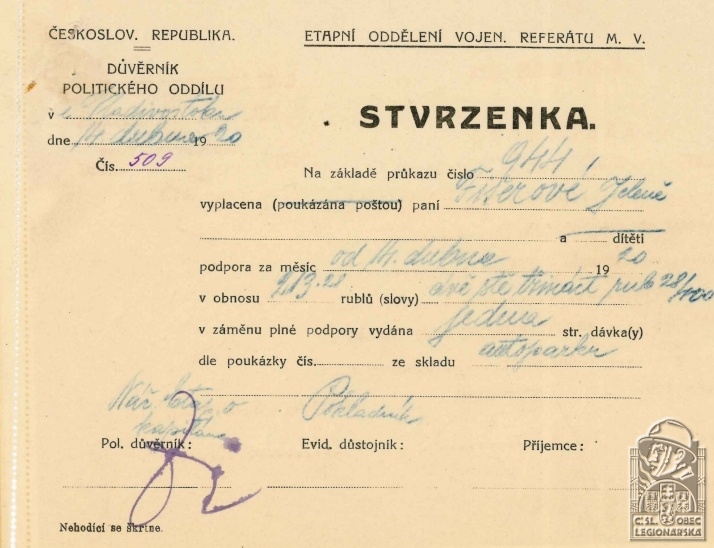 ČESKOSLOV. REPUBLIKA.
DŮVĚRNÍK
POLITICKÉHO ODDÍLU
v Vladivostoku
dne 14 dubna 1920
Čís. 509
ETAPNÍ ODDĚLENÍ VOJEN. REFERÁTU M. V.
STVRZENKA.
Na základě průkazu číslo 944,
vyplacena (poukázána poštou) paní Fišerové Heleně
a dítěti
podpora za měsíc od 14. dubna 1920
v obnosu 213.28 rublů (slovy) dvě stě třináct rub 28/100
v záměnu plné podpory vydána jedna str. dávka(y)
dle poukázky čís. ze skladu autoparku
Pokladník
Pol. důvěrník: Evid. důstojník: Příjemce:
Nehodící se škrtne.
ČSL. OBEC
LEGIONÁŘSKÁ